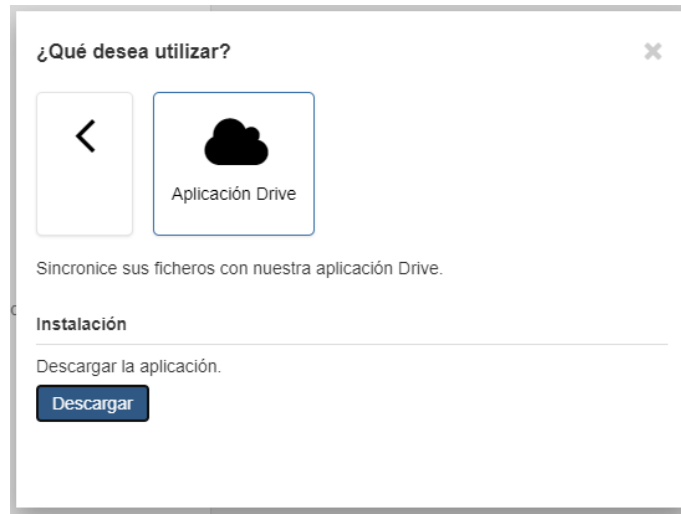 ¿Qué desea utilizar?
Aplicación Drive
Sincronice sus ficheros con nuestra aplicación Drive.
Instalación
Descargar la aplicación.
Descargar